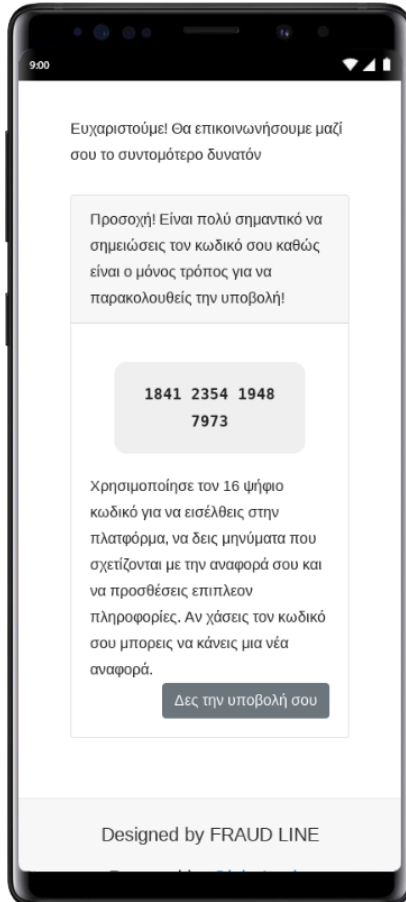 9:00
Ευχαριστούμε! Θα επικοινωνήσουμε μαζί
σου το συντομότερο δυνατόν
Προσοχή! Είναι πολύ σημαντικό να
σημειώσεις τον κωδικό σου καθώς
είναι ο μόνος τρόπος για να
παρακολουθείς την υποβολή!
1841 2354 1948
7973
Χρησιμοποίησε τον 16 ψήφιο
κωδικό για να εισέλθεις στην
πλατφόρμα, να δεις μηνύματα που
σχετίζονται με την αναφορά σου και
να προσθέσεις επιπλεον
πληροφορίες. Αν χάσεις τον κωδικό
σου μπορεις να κάνεις μια νέα
αναφορά.
Δες την υποβολή σου
Designed by FRAUD LINE